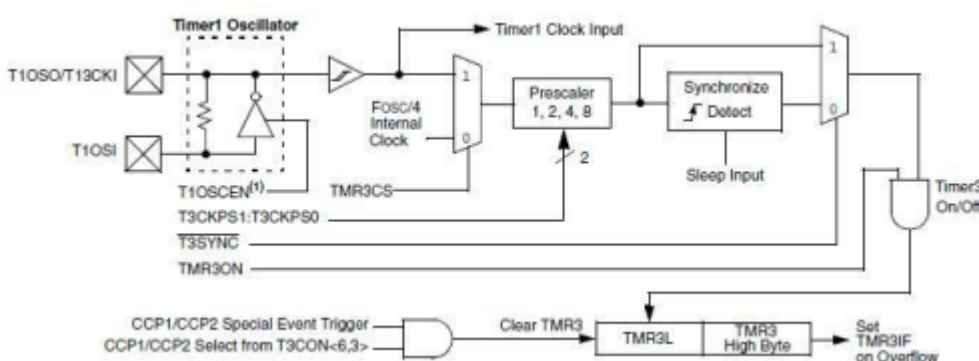 Timer1 Oscillator
T1OSO/T13CKI
T1OSI
T1OSCEN(1)
Timer1 Clock Input
1
FOSC/4
Internal
Clock
0
TMR3CS
Prescaler
1, 2, 4, 8
2
Synchronize
Detect
Sleep Input
1
0
T3CKPS1:T3CKPS0
T3SYNC
TMR3ON
Timer3
On/Off
CCP1/CCP2 Special Event Trigger
CCP1/CCP2 Select from T3CON<6,3>
Clear TMR3
TMR3L
TMR3
High Byte
Set
TMR3IF
on Overflow